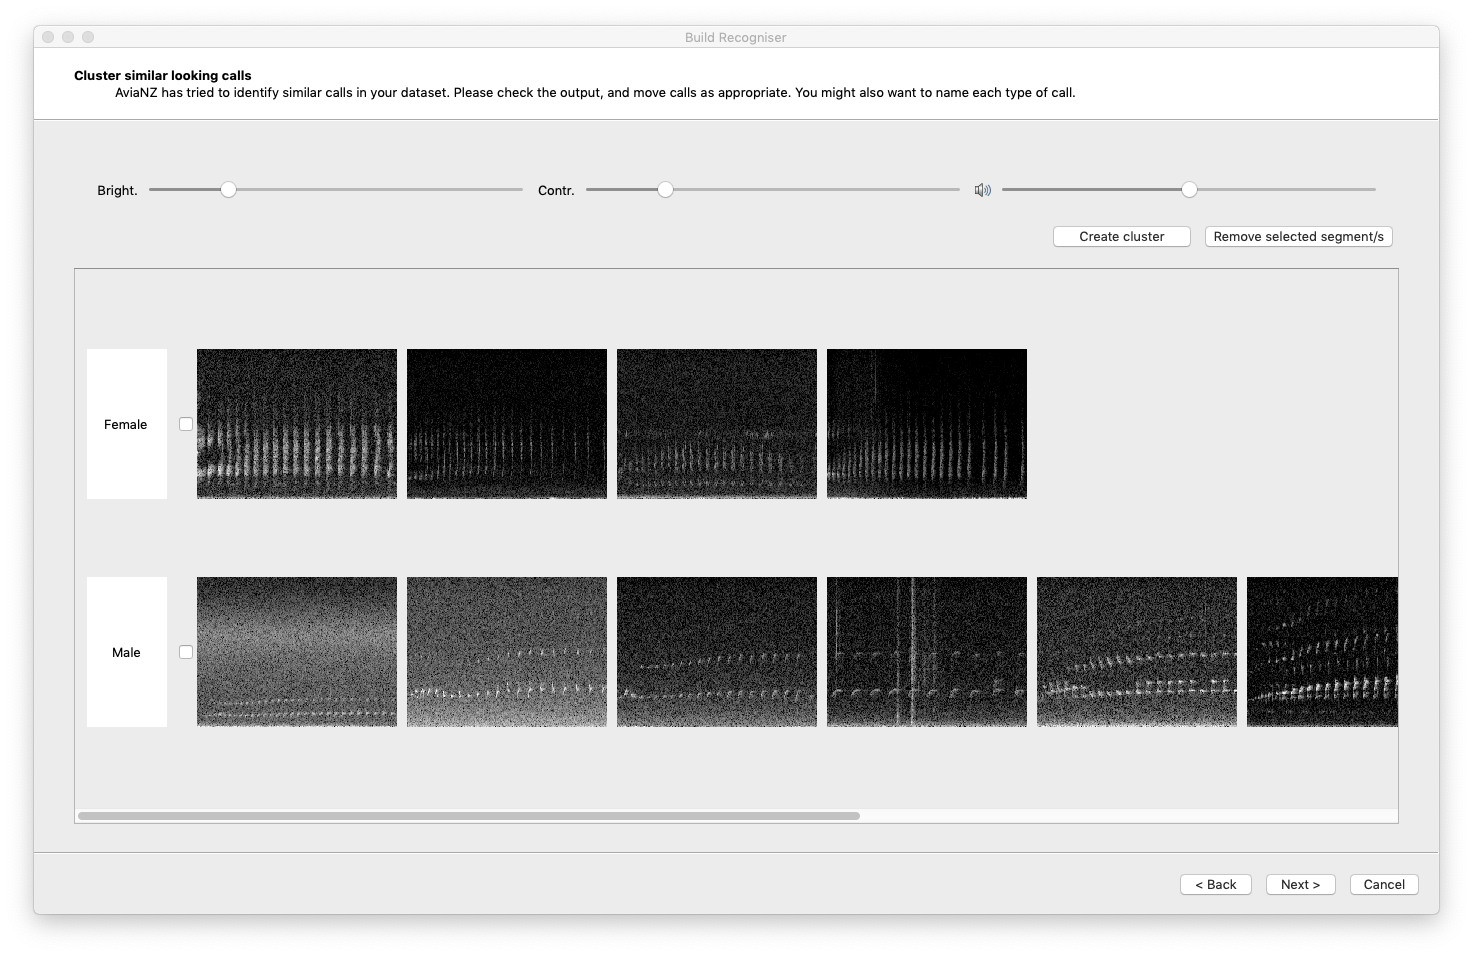 Build Recogniser
Cluster similar looking calls
AviaNZ has tried to identify similar calls in your dataset. Please check the output, and move calls as appropriate. You might also want to name each type of call.
Bright.
Contr.
Create cluster
Remove selected segment/s
Female
Male
< Back
Next >
Cancel